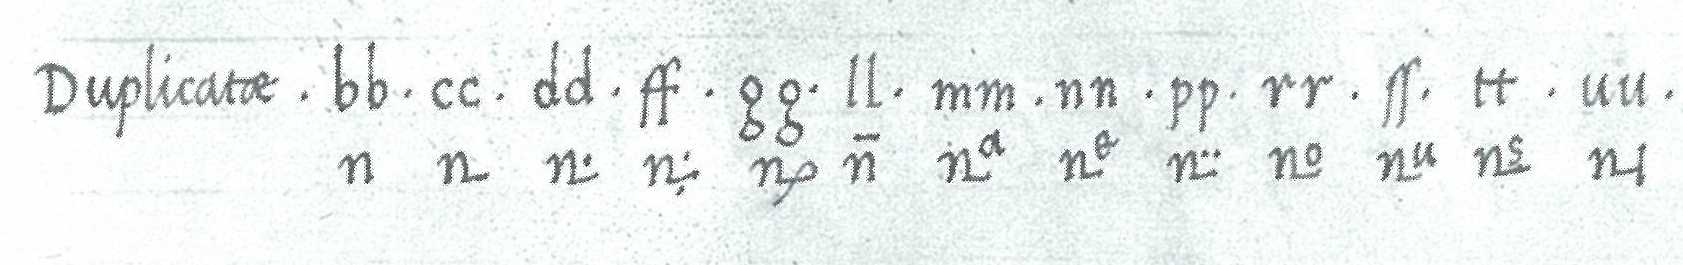 Duplicatæ . bb . cc . dd . ff . gg . ll . mm . nn . pp . rr . ſſ . tt . uu .
n n n n n n̄ nᵃ nᵉ n nº nᵘ nˢ n